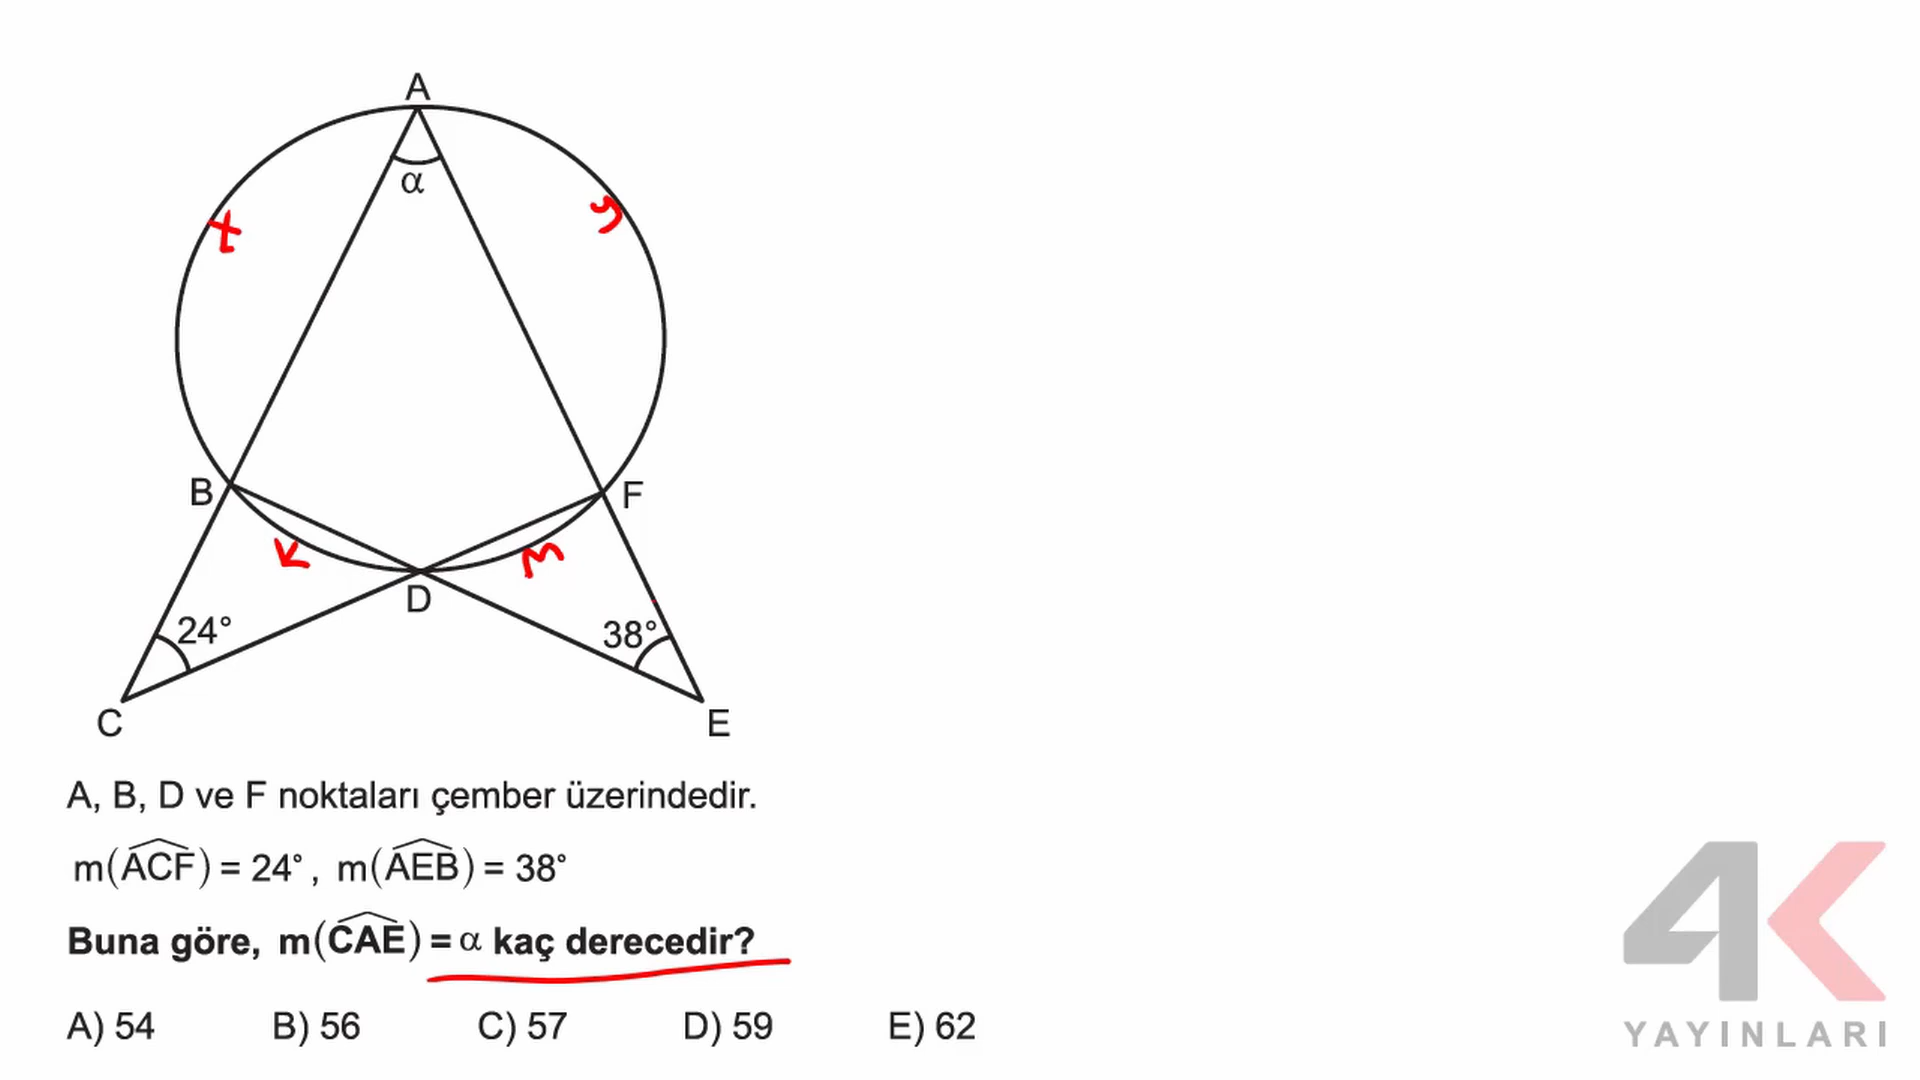 A
α
x
y
B
F
K
M
D
24°
38°
C
E
A, B, D ve F noktaları çember üzerindedir.
m(ACF) = 24° , m(AEB) = 38°
Buna göre, m(CAE) = α kaç derecedir?
A) 54 B) 56 C) 57 D) 59 E) 62
4K
YAYINLARI